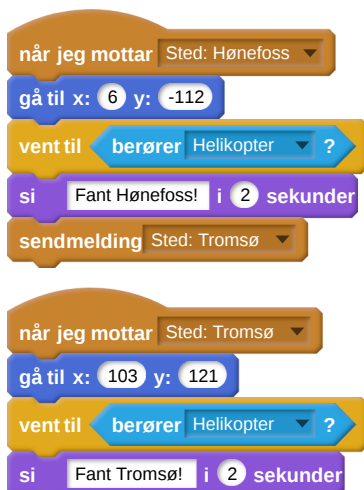 når jeg mottar Sted: Hønefoss
gå til x: 6 y: -112
vent til berører Helikopter ?
si Fant Hønefoss! i 2 sekunder
sendmelding Sted: Tromsø
når jeg mottar Sted: Tromsø
gå til x: 103 y: 121
vent til berører Helikopter ?
si Fant Tromsø! i 2 sekunder